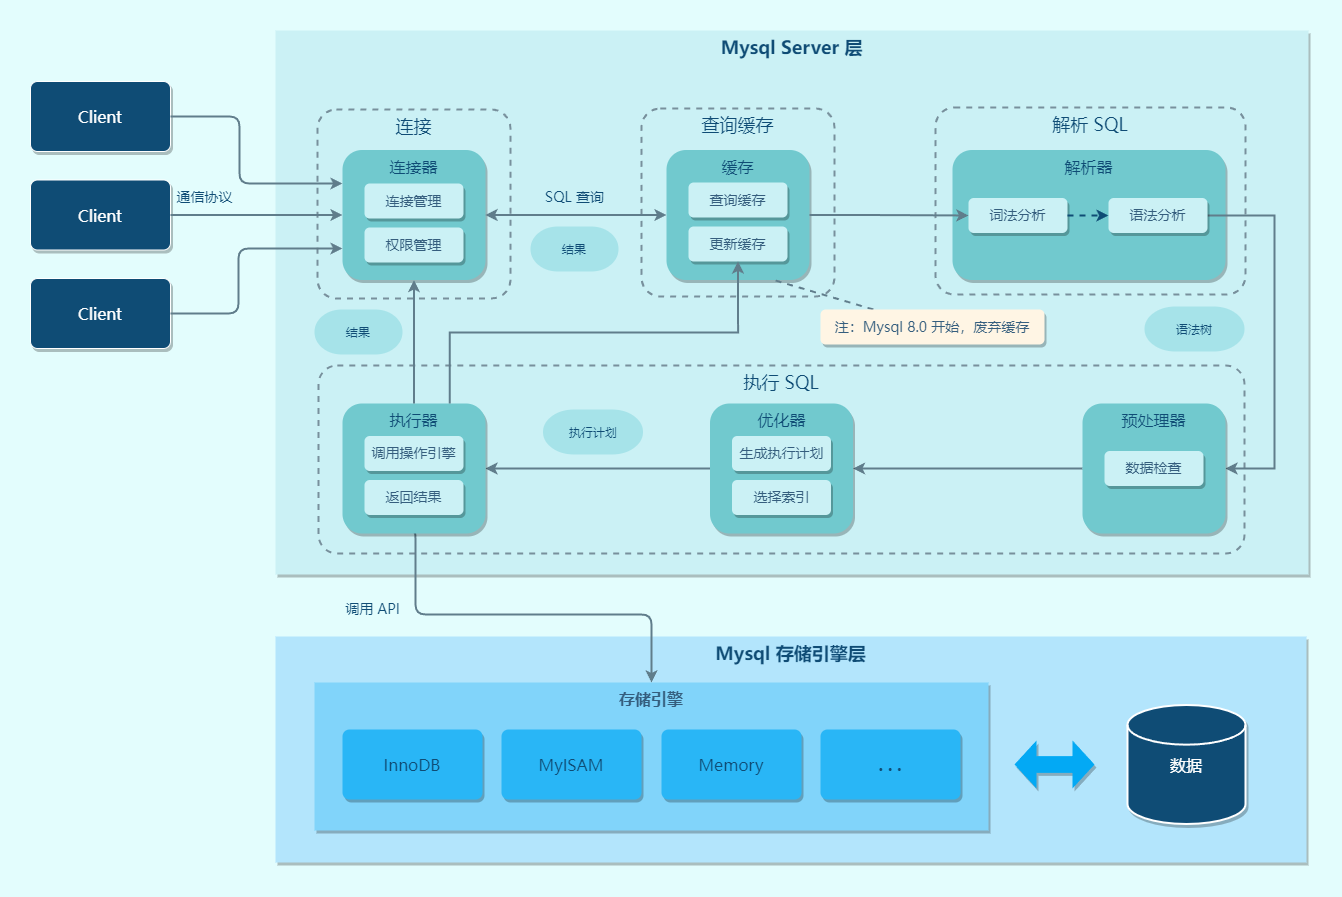 Mysql Server 层
Client
Client
Client
通信协议
连接
连接器
连接管理
权限管理
SQL 查询
结果
查询缓存
缓存
查询缓存
更新缓存
解析 SQL
解析器
词法分析
语法分析
结果
注：Mysql 8.0 开始，废弃缓存
语法树
执行 SQL
执行器
调用操作引擎
返回结果
执行计划
优化器
生成执行计划
选择索引
预处理器
数据检查
调用 API
Mysql 存储引擎层
存储引擎
InnoDB
MyISAM
Memory
...
数据